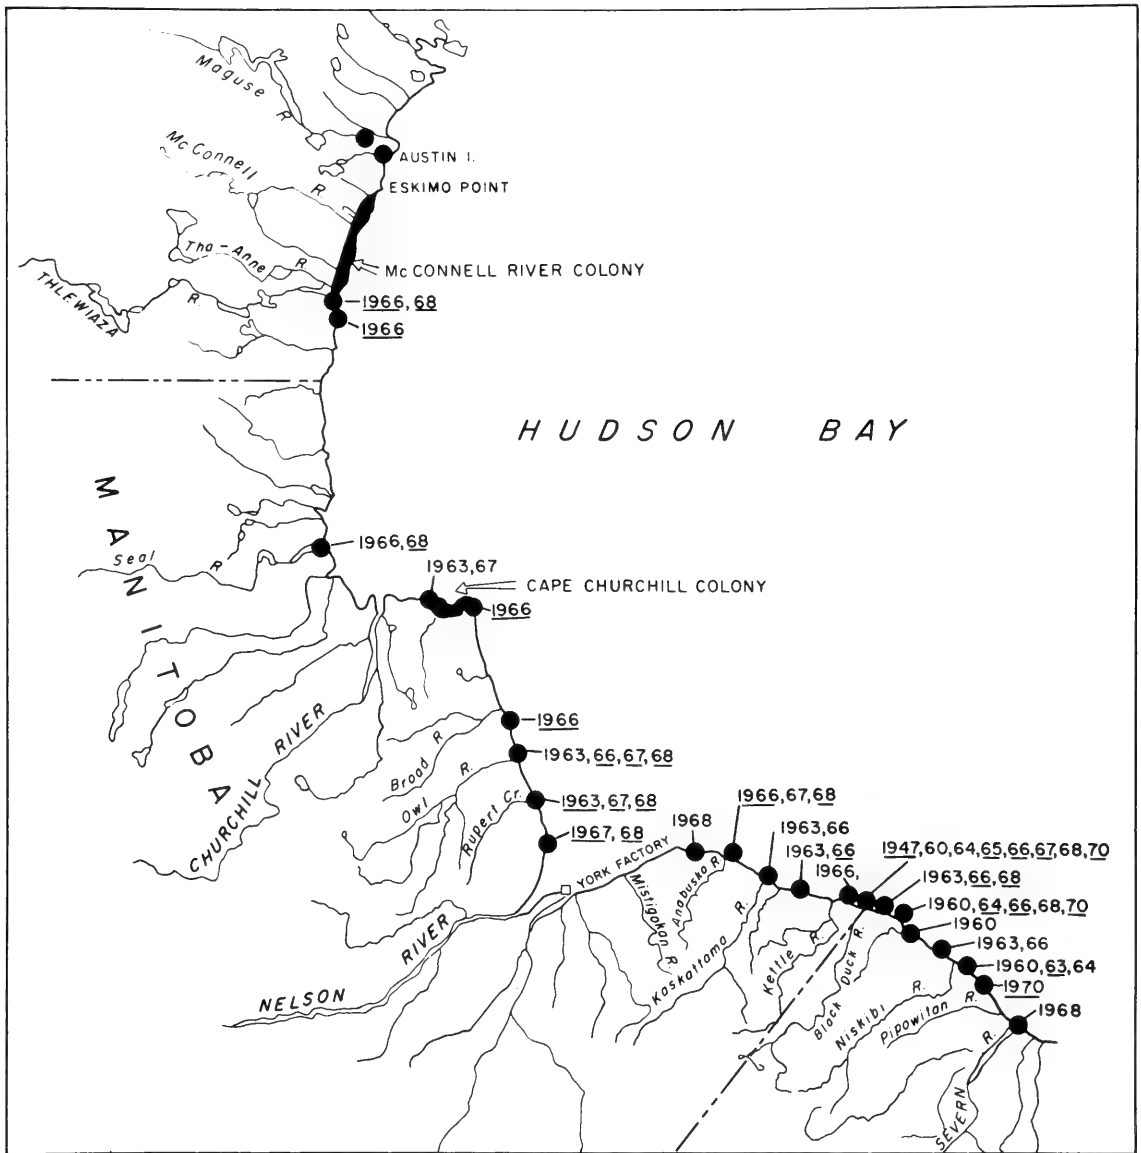 Maguse R
McConnell R
AUSTIN I.
ESKIMO POINT
Tha-Anne R.
McCONNELL RIVER COLONY
THLEWIAZA R.
1966, 68
1966
HUDSON BAY
MANITOBA
Seal R
1966,68
1963,67
CAPE CHURCHILL COLONY
1966
CHURCHILL RIVER
1966
Broad R
1963, 66, 67, 68
Owl R.
1963, 67, 68
Rupert Cr.
1967, 68
YORK FACTORY
NELSON RIVER
1968
1966,67,68
1963,66
1963,66
1966,
1947,60,64,65,66,67,68,70
1963,66,68
1960,64,66,68,70
1960
1963,66
1960,63,64
1970
1968
Mistigokan R.
Anabusko R.
Kaskattama R.
Kettle R.
Black Duck R.
Niskibi R.
Pipowitan R.
SEVERN R.